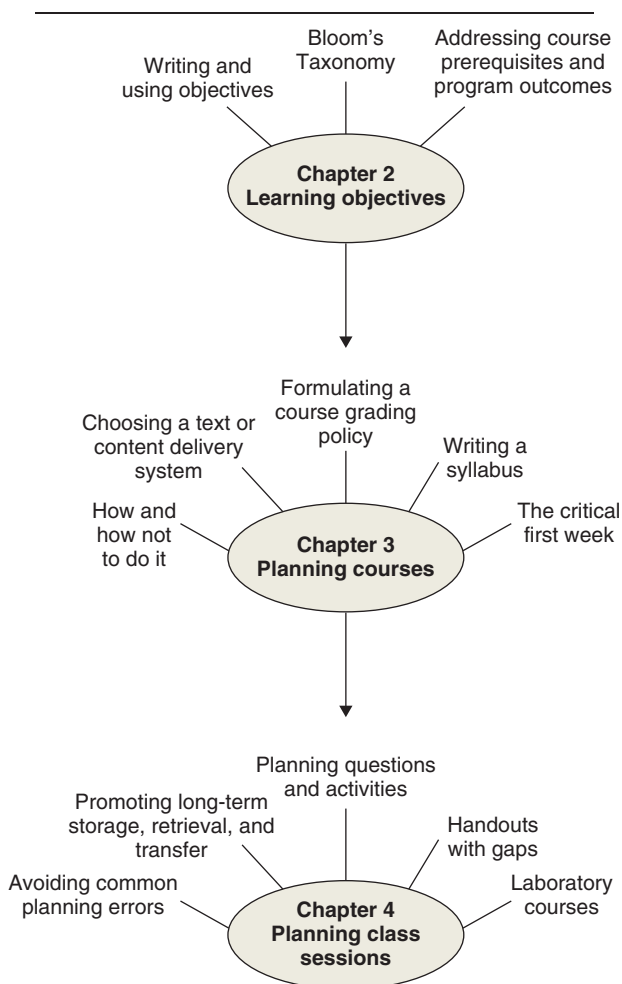 Writing and
using objectives
Bloom's
Taxonomy
Addressing course
prerequisites and
program outcomes
Chapter 2
Learning objectives
How and
how not
to do it
Choosing a text or
content delivery
system
Formulating a
course grading
policy
Writing a
syllabus
The critical
first week
Chapter 3
Planning courses
Avoiding common
planning errors
Promoting long-term
storage, retrieval, and
transfer
Planning questions
and activities
Handouts
with gaps
Laboratory
courses
Chapter 4
Planning class
sessions